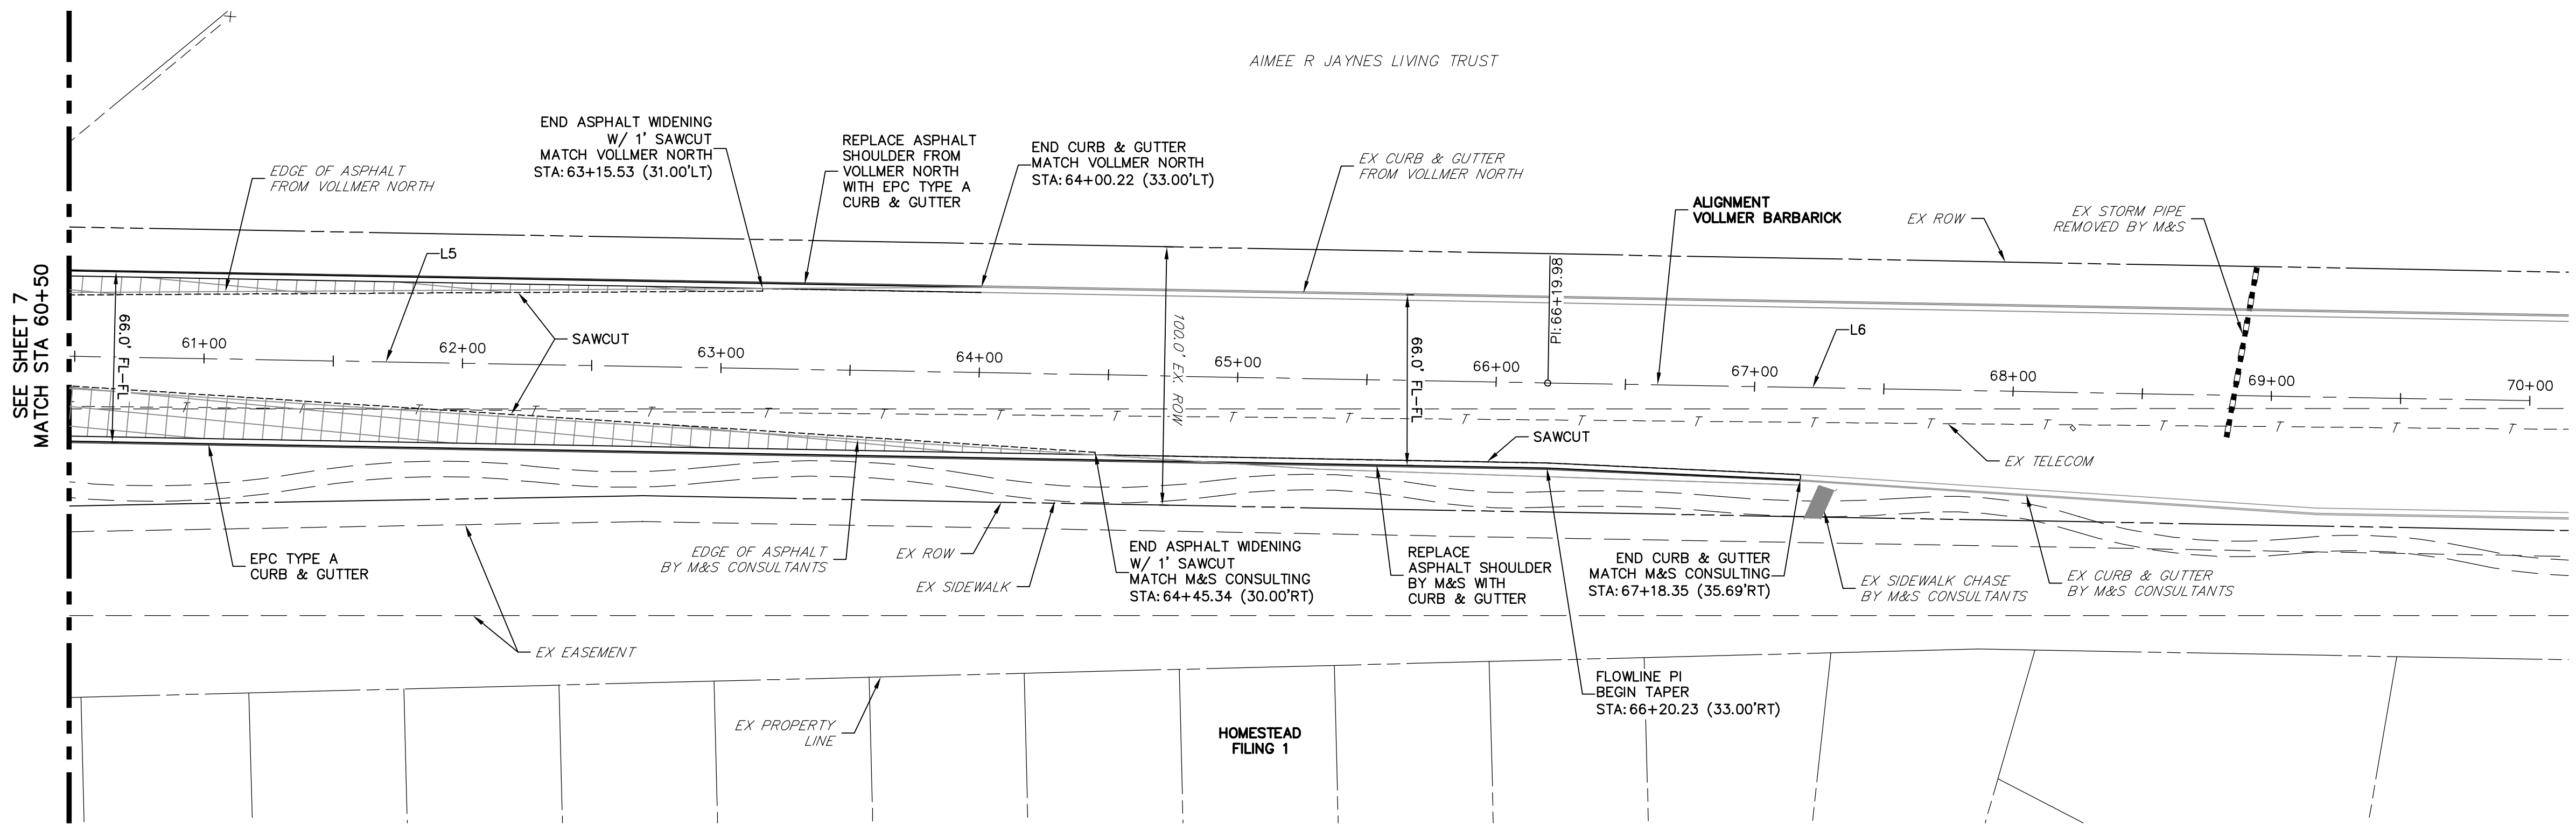 AIMEE R JAYNES LIVING TRUST
END ASPHALT WIDENING
W/ 1' SAWCUT
MATCH VOLLMER NORTH
STA: 63+15.53 (31.00'LT)
REPLACE ASPHALT
SHOULDER FROM
VOLLMER NORTH
WITH EPC TYPE A
CURB & GUTTER
END CURB & GUTTER
MATCH VOLLMER NORTH
STA: 64+00.22 (33.00'LT)
EX CURB & GUTTER
FROM VOLLMER NORTH
EDGE OF ASPHALT
FROM VOLLMER NORTH
ALIGNMENT
VOLLMER BARBARICK
EX ROW
EX STORM PIPE
REMOVED BY M&S
L5
SEE SHEET 7
MATCH STA 60+50
66.0' FL-FL
SAWCUT
100.0' EX. ROW
66.0' FL-FL
PI: 66+19.98
L6
61+00
62+00
63+00
64+00
65+00
66+00
67+00
68+00
69+00
70+00
T T T T T T T T T T T T T T T T T T T T T
SAWCUT
EX TELECOM
EPC TYPE A
CURB & GUTTER
EDGE OF ASPHALT
BY M&S CONSULTANTS
EX ROW
EX SIDEWALK
END ASPHALT WIDENING
W/ 1' SAWCUT
MATCH M&S CONSULTING
STA: 64+45.34 (30.00'RT)
REPLACE
ASPHALT SHOULDER
BY M&S WITH
CURB & GUTTER
END CURB & GUTTER
MATCH M&S CONSULTING
STA: 67+18.35 (35.69'RT)
EX SIDEWALK CHASE
BY M&S CONSULTANTS
EX CURB & GUTTER
BY M&S CONSULTANTS
EX EASEMENT
FLOWLINE PI
BEGIN TAPER
STA: 66+20.23 (33.00'RT)
EX PROPERTY
LINE
HOMESTEAD
FILING 1